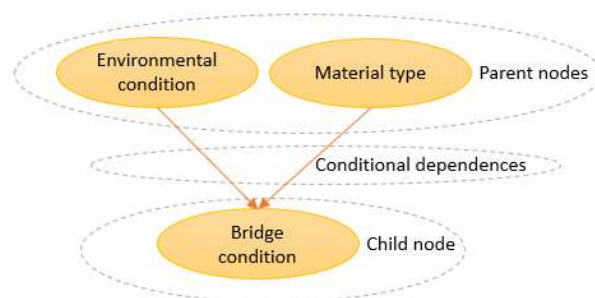 Environmental
condition
Material type
Parent nodes
Conditional dependences
Bridge
condition
Child node